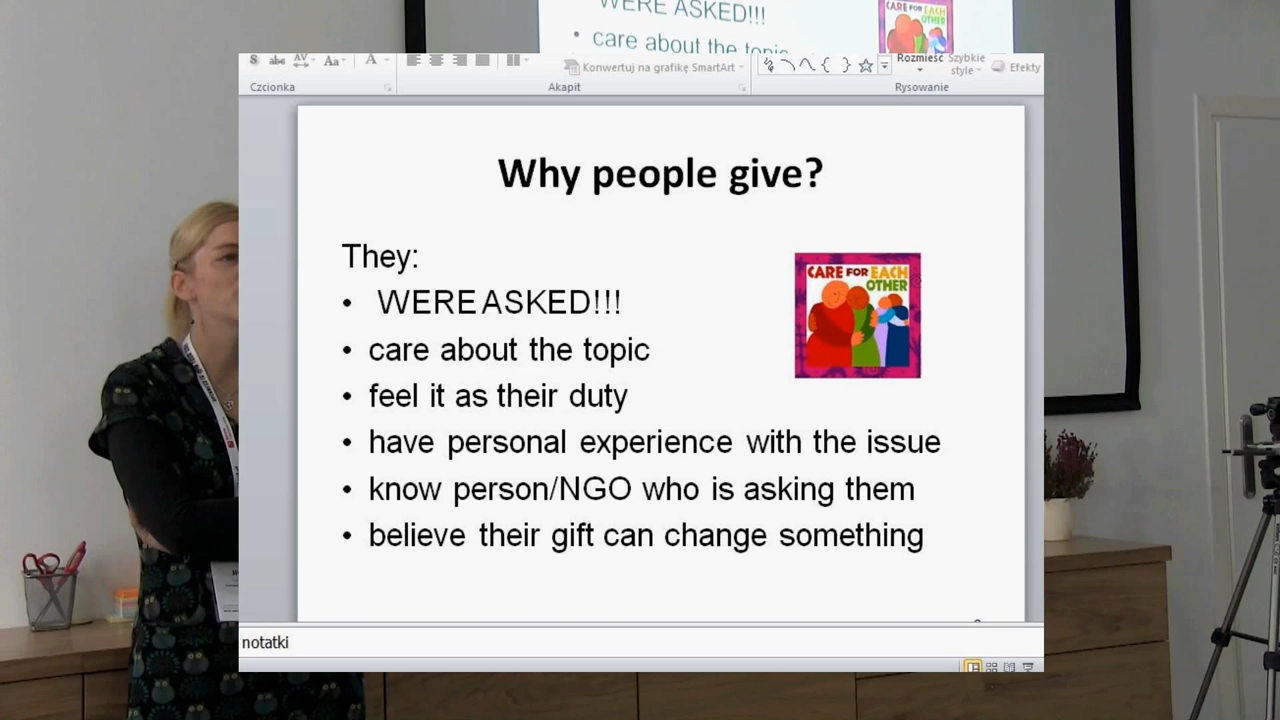 WERE ASKED!!!
• care about the topic
CARE FOR EACH
OTHER
Aa
A
Konwertuj na grafikę SmartArt
Rozmieść
Szybkie
style
Efekty
Czcionka
Akapit
Rysowanie
Why people give?
They:
• WERE ASKED!!!
• care about the topic
• feel it as their duty
• have personal experience with the issue
• know person/NGO who is asking them
• believe their gift can change something
CARE FOR EACH
OTHER
notatki